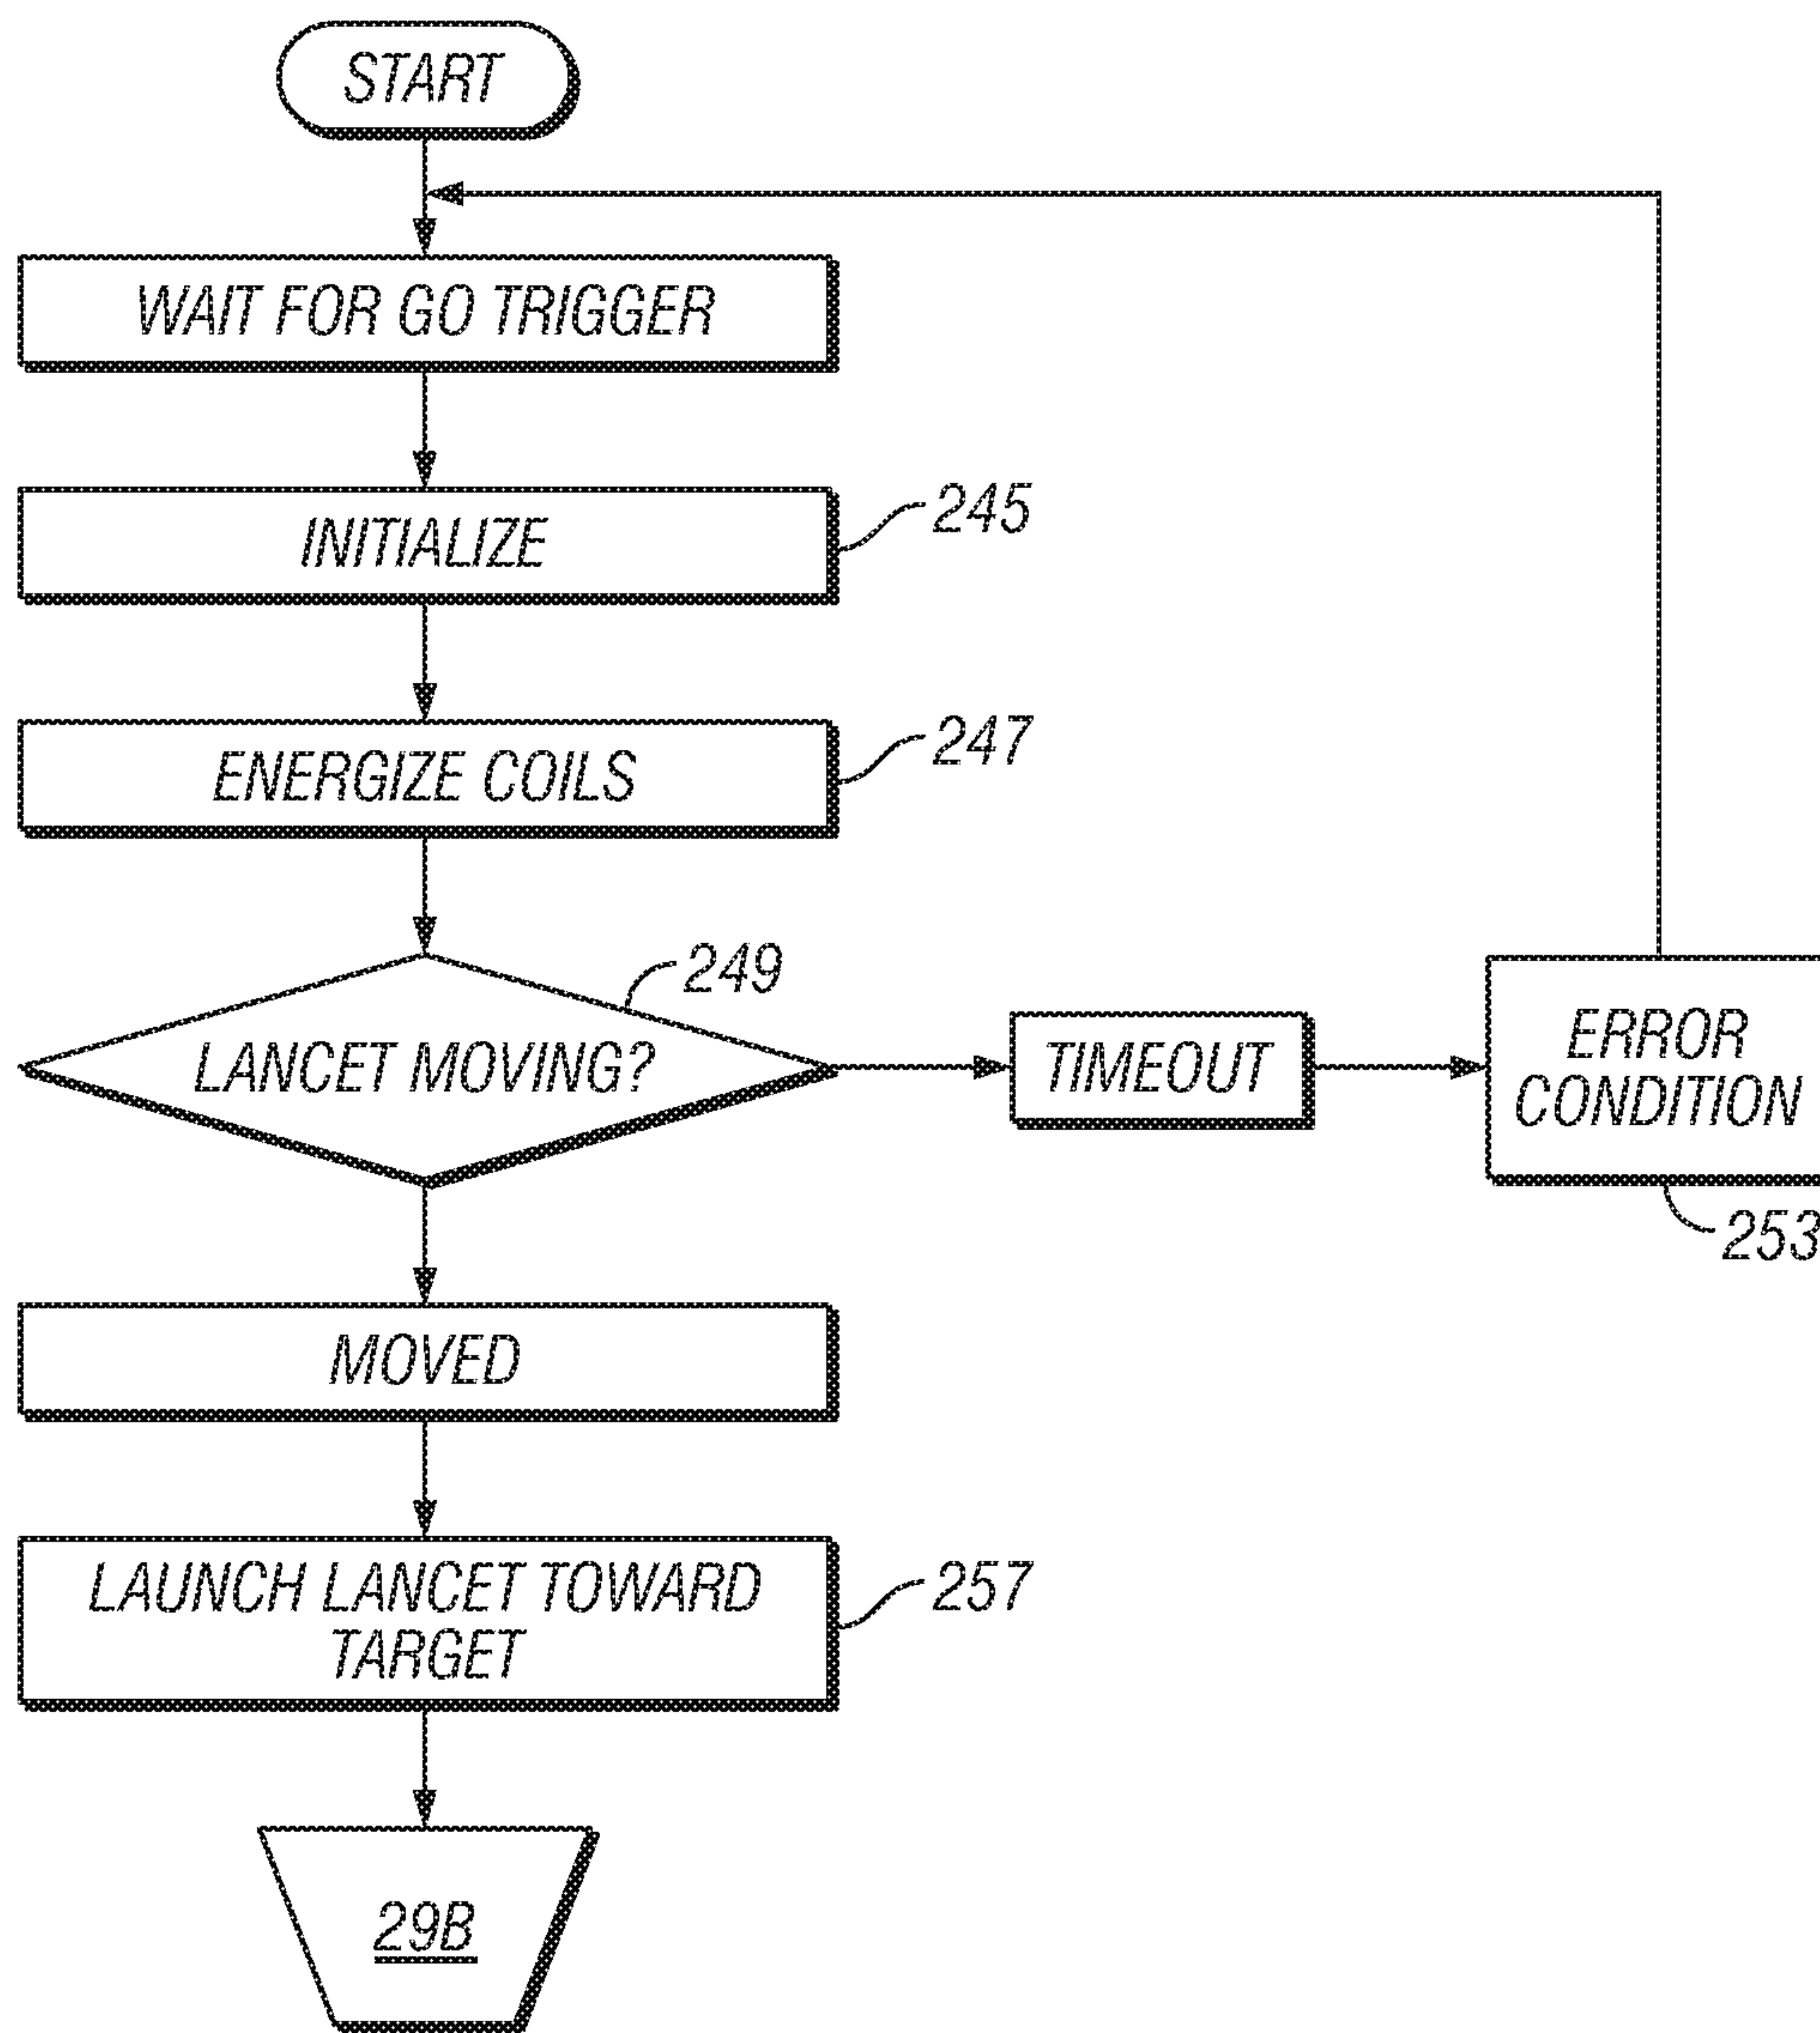 START
WAIT FOR GO TRIGGER
INITIALIZE
245
ENERGIZE COILS
247
249
LANCET MOVING?
TIMEOUT
ERROR
CONDITION
253
MOVED
LAUNCH LANCET TOWARD
TARGET
257
29B